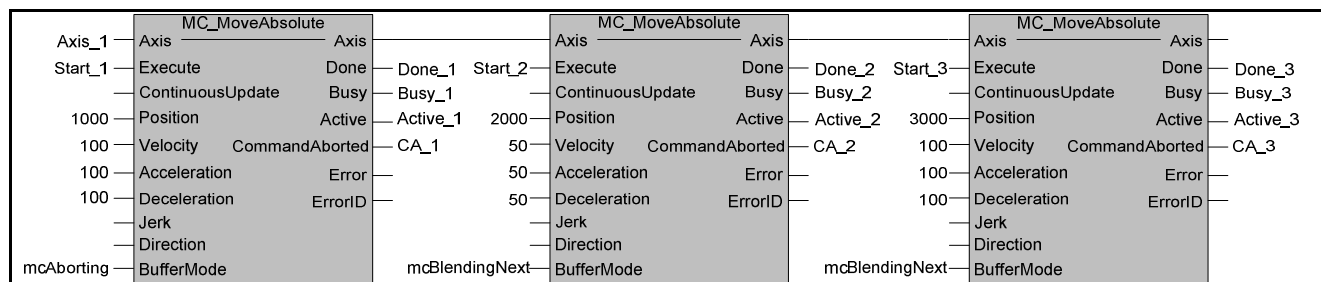 MC_MoveAbsolute MC_MoveAbsolute MC_MoveAbsolute
Axis_1 Axis Axis Axis Axis Axis Axis
Start_1 Execute Done Done_1 Start_2 Execute Done Done_2 Start_3 Execute Done Done_3
ContinuousUpdate Busy Busy_1 ContinuousUpdate Busy Busy_2 ContinuousUpdate Busy Busy_3
1000 Position Active Active_1 2000 Position Active Active_2 3000 Position Active Active_3
100 Velocity CommandAborted CA_1 50 Velocity CommandAborted CA_2 100 Velocity CommandAborted CA_3
100 Acceleration Error 50 Acceleration Error 100 Acceleration Error
100 Deceleration ErrorID 50 Deceleration ErrorID 100 Deceleration ErrorID
Jerk Jerk Jerk
Direction Direction Direction
mcAborting BufferMode mcBlendingNext BufferMode mcBlendingNext BufferMode